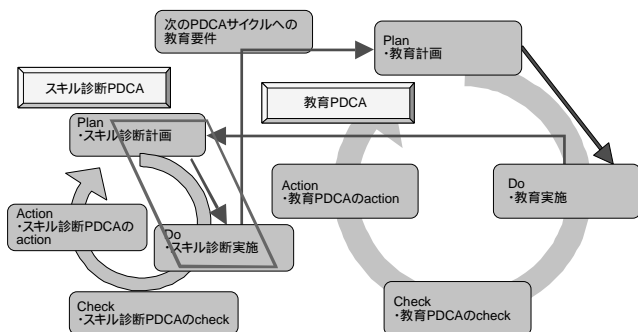 次のPDCAサイクルへの
教育要件
Plan
・教育計画
スキル診断PDCA
教育PDCA
Plan
・スキル診断計画
Action
・スキル診断PDCAの
action
Do
・スキル診断実施
Check
・スキル診断PDCAのcheck
Action
・教育PDCAのaction
Do
・教育実施
Check
・教育PDCAのcheck